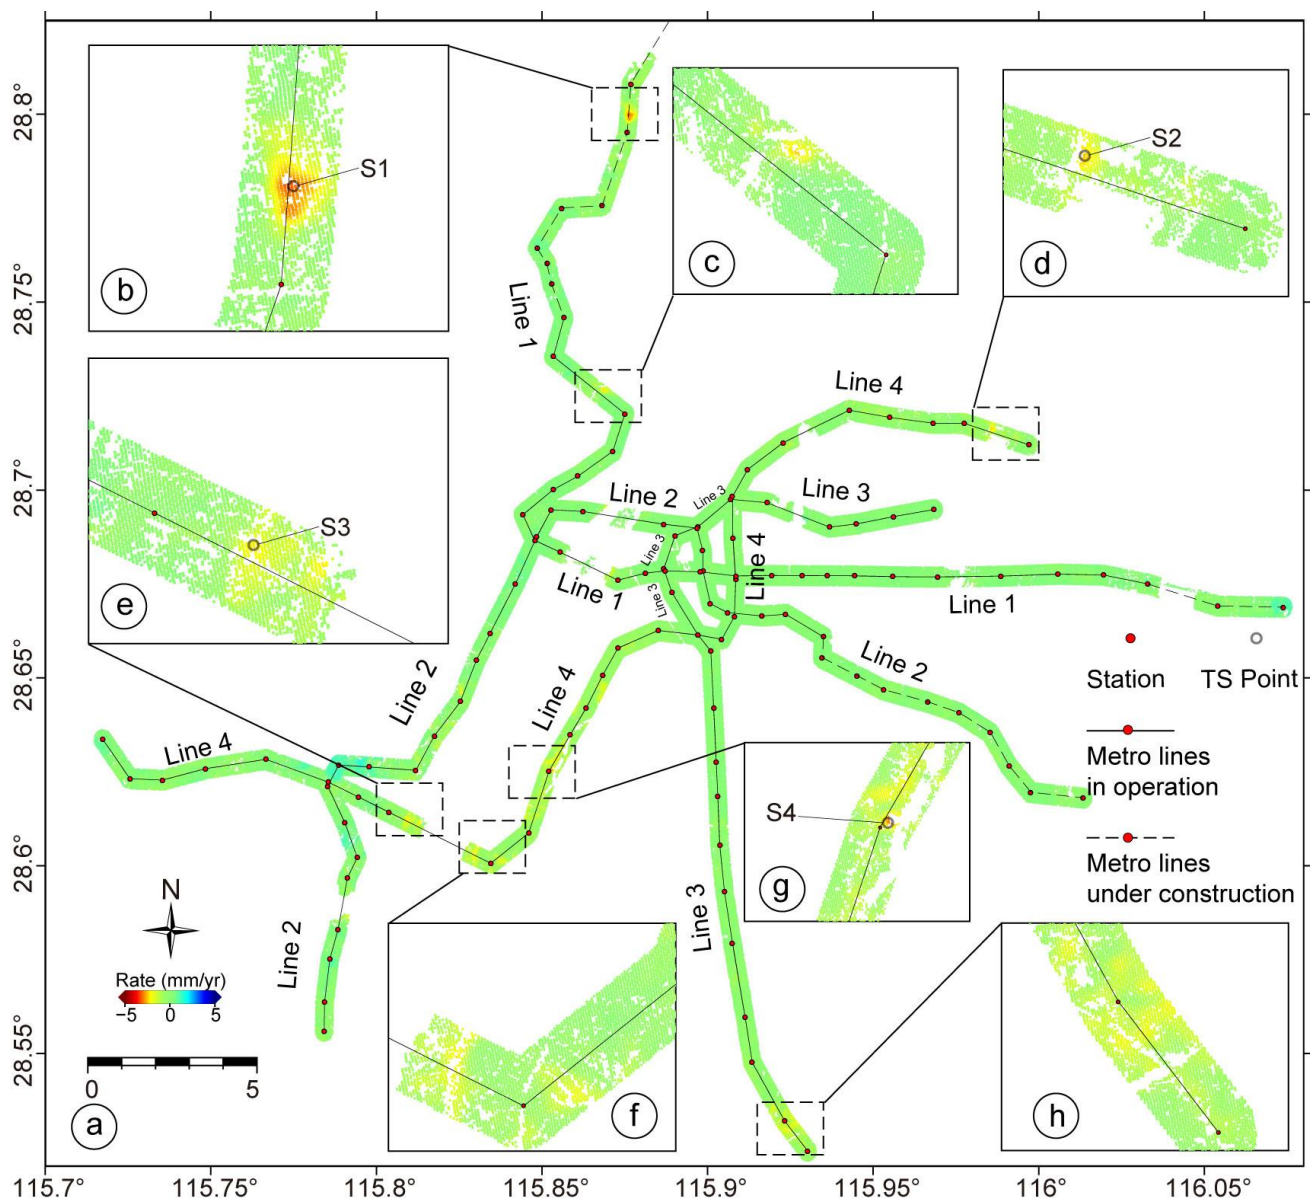 28.8°
28.75°
28.7°
28.65°
28.6°
28.55°
S1
b
c
S2
d
S3
e
Line 1
Line 4
Line 2
Line 3
Line 3
Line 3
Line 1
Line 3
Line 4
Line 1
Line 2
Line 2
Line 4
Line 4
Station
TS Point
Metro lines
in operation
Metro lines
under construction
S4
g
Line 3
Line 2
N
Rate (mm/yr)
−5 0 5
0 5
a
f
h
115.7° 115.75° 115.8° 115.85° 115.9° 115.95° 116° 116.05°